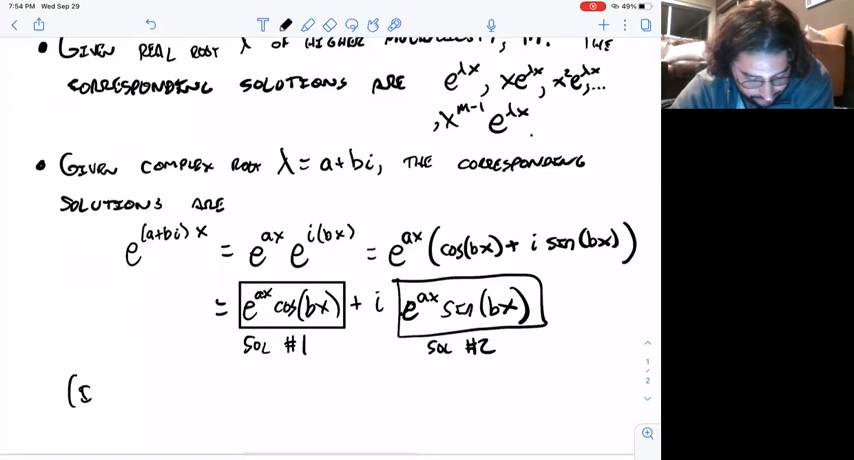 7:54 PM Wed Sep 29
49%
• GIVEN REAL ROOT λ OF HIGHER MULTIPLICITY, M. THE
CORRESPONDING SOLUTIONS ARE e^{λx}, xe^{λx}, x²e^{λx},...
, x^{m-1} e^{λx}.
• GIVEN COMPLEX ROOT λ = a+bi, THE CORRESPONDING
SOLUTIONS ARE
e^{(a+bi)x} = e^{ax} e^{i(bx)} = e^{ax}(cos(bx) + i sin(bx))
= e^{ax} cos(bx) + i e^{ax} sin(bx)
SOL #1 SOL #2
(I
1
/
2